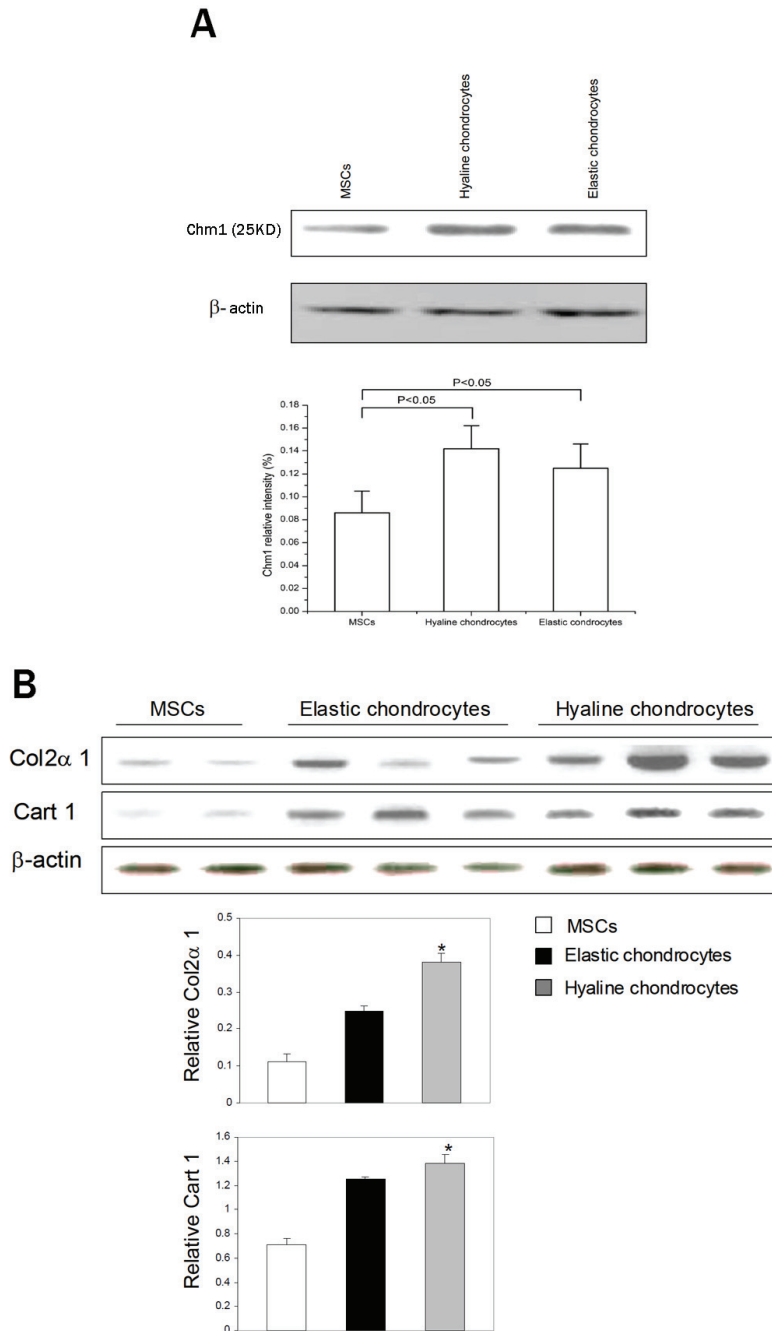 A
MSCs
Hyaline chondrocytes
Elastic chondrocytes
Chm1 (25KD)
β- actin
P<0.05
P<0.05
Chm1 relative intensity (%)
0.18
0.16
0.14
0.12
0.10
0.08
0.06
0.04
0.02
0.00
MSCs Hyaline chondrocytes Elastic condrocytes
B
MSCs Elastic chondrocytes Hyaline chondrocytes
Col2α 1
Cart 1
β-actin
Relative Col2α 1
0.5
0.4
0.3
0.2
0.1
0
*
MSCs
Elastic chondrocytes
Hyaline chondrocytes
Relative Cart 1
1.6
1.4
1.2
1
0.8
0.6
0.4
0.2
0
*